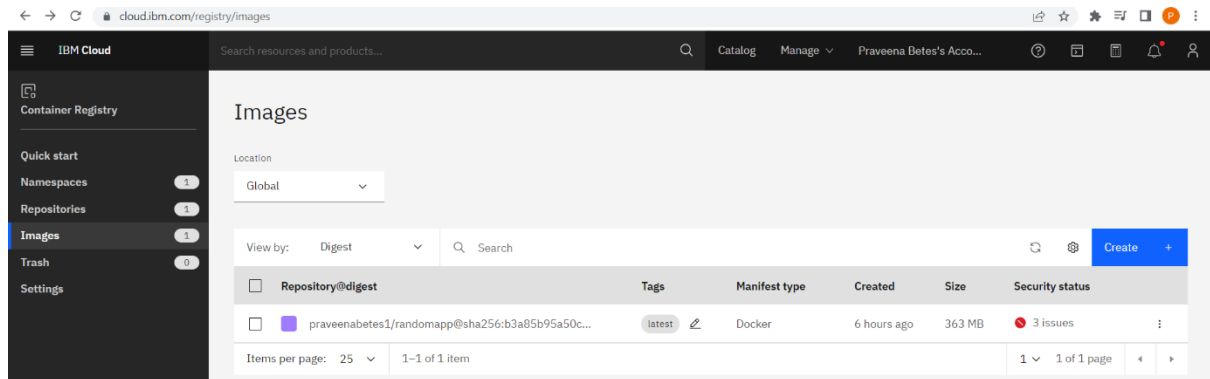 cloud.ibm.com/registry/images
P
IBM Cloud
Search resources and products...
Catalog
Manage
Praveena Betes's Acco...
Container Registry
Quick start
Namespaces 1
Repositories 1
Images 1
Trash 0
Settings
Images
Location
Global
View by: Digest
Search
Create +
Repository@digest Tags Manifest type Created Size Security status
praveenabetes1/randomapp@sha256:b3a85b95a50c... latest Docker 6 hours ago 363 MB 3 issues
Items per page: 25 1–1 of 1 item 1 1 of 1 page